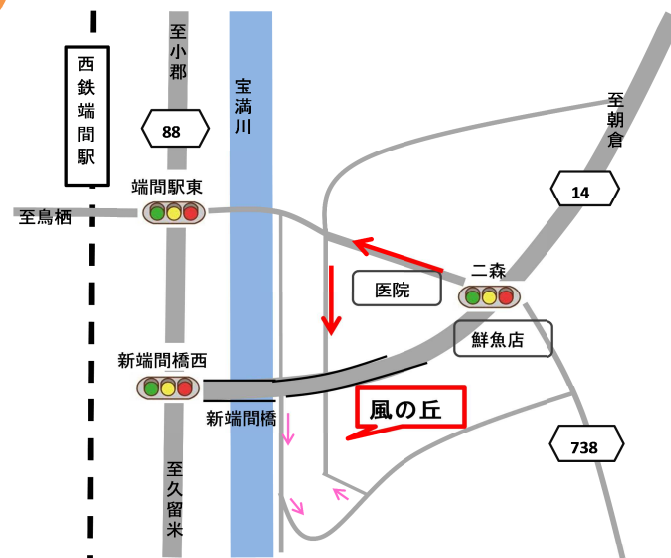 西鉄端間駅
至小郡
88
宝満川
至朝倉
14
端間駅東
至鳥栖
二森
医院
鮮魚店
新端間橋西
新端間橋
風の丘
738
至久留米